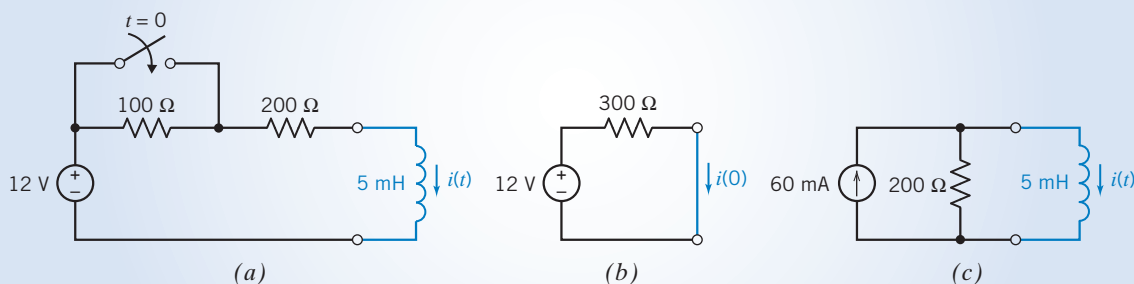 t = 0
100 Ω
200 Ω
12 V
+
−
5 mH
i(t)
(a)
300 Ω
12 V
+
−
i(0)
(b)
60 mA
200 Ω
5 mH
i(t)
(c)